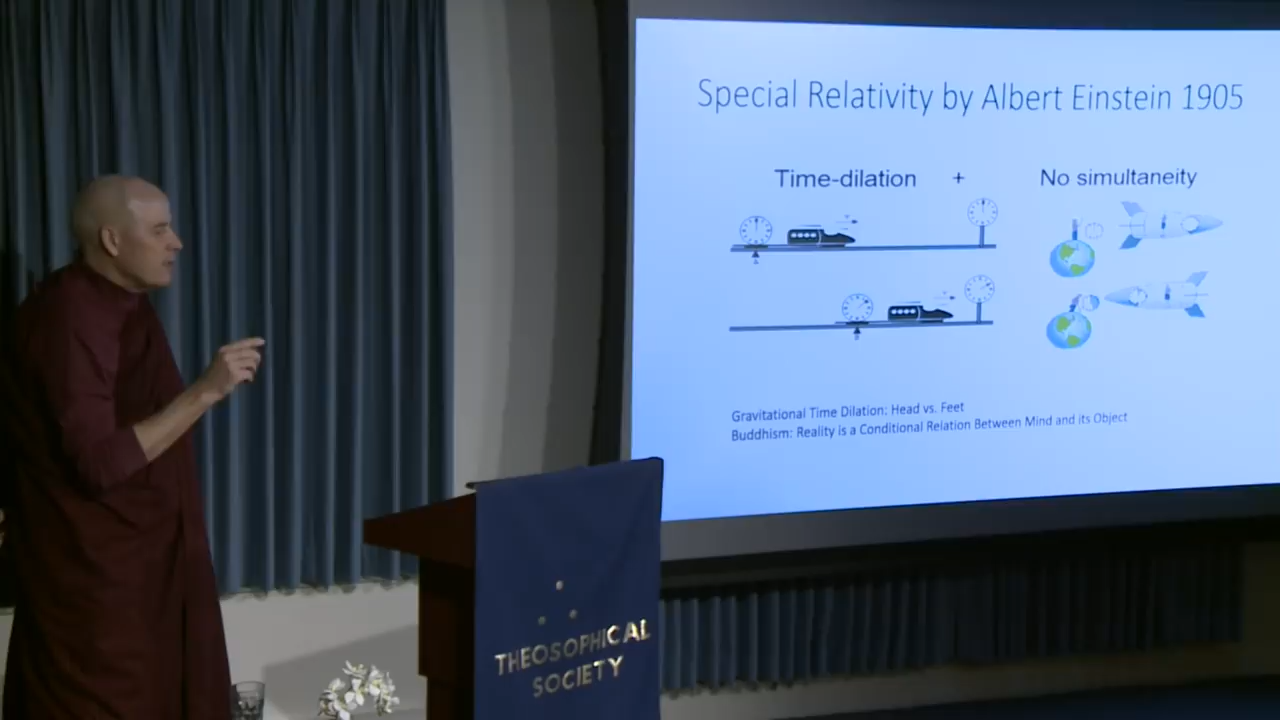 Special Relativity by Albert Einstein 1905
Time-dilation + No simultaneity
Gravitational Time Dilation: Head vs. Feet
Buddhism: Reality is a Conditional Relation Between Mind and its Object
THEOSOPHICAL
SOCIETY